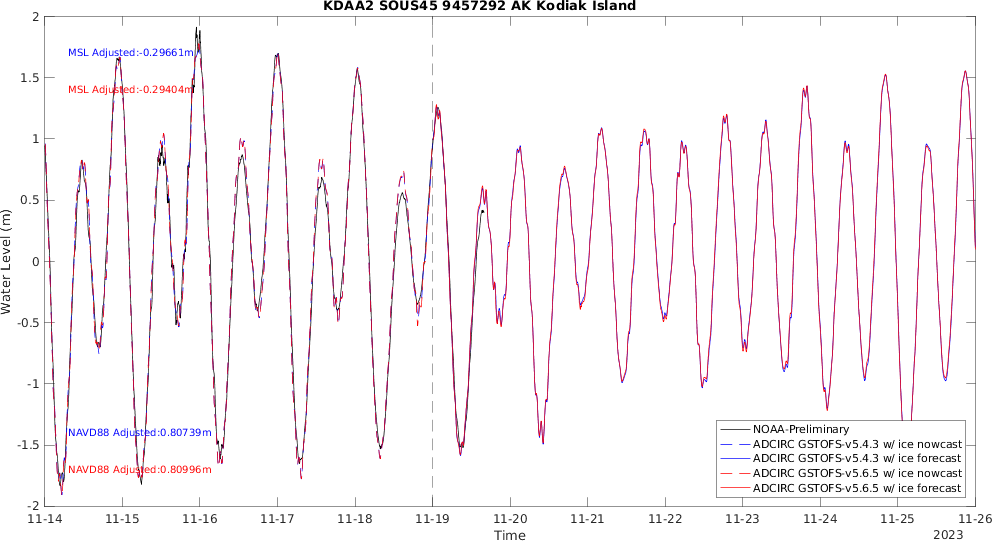 KDAA2 SOUS45 9457292 AK Kodiak Island
2
MSL Adjusted:-0.29661m
1.5
MSL Adjusted:-0.29404m
1
0.5
Water Level (m)
0
-0.5
-1
NAVD88 Adjusted:0.80739m
-1.5
NAVD88 Adjusted:0.80996m
-2
NOAA-Preliminary
ADCIRC GSTOFS-v5.4.3 w/ ice nowcast
ADCIRC GSTOFS-v5.4.3 w/ ice forecast
ADCIRC GSTOFS-v5.6.5 w/ ice nowcast
ADCIRC GSTOFS-v5.6.5 w/ ice forecast
11-14 11-15 11-16 11-17 11-18 11-19 11-20 11-21 11-22 11-23 11-24 11-25 11-26
Time
2023